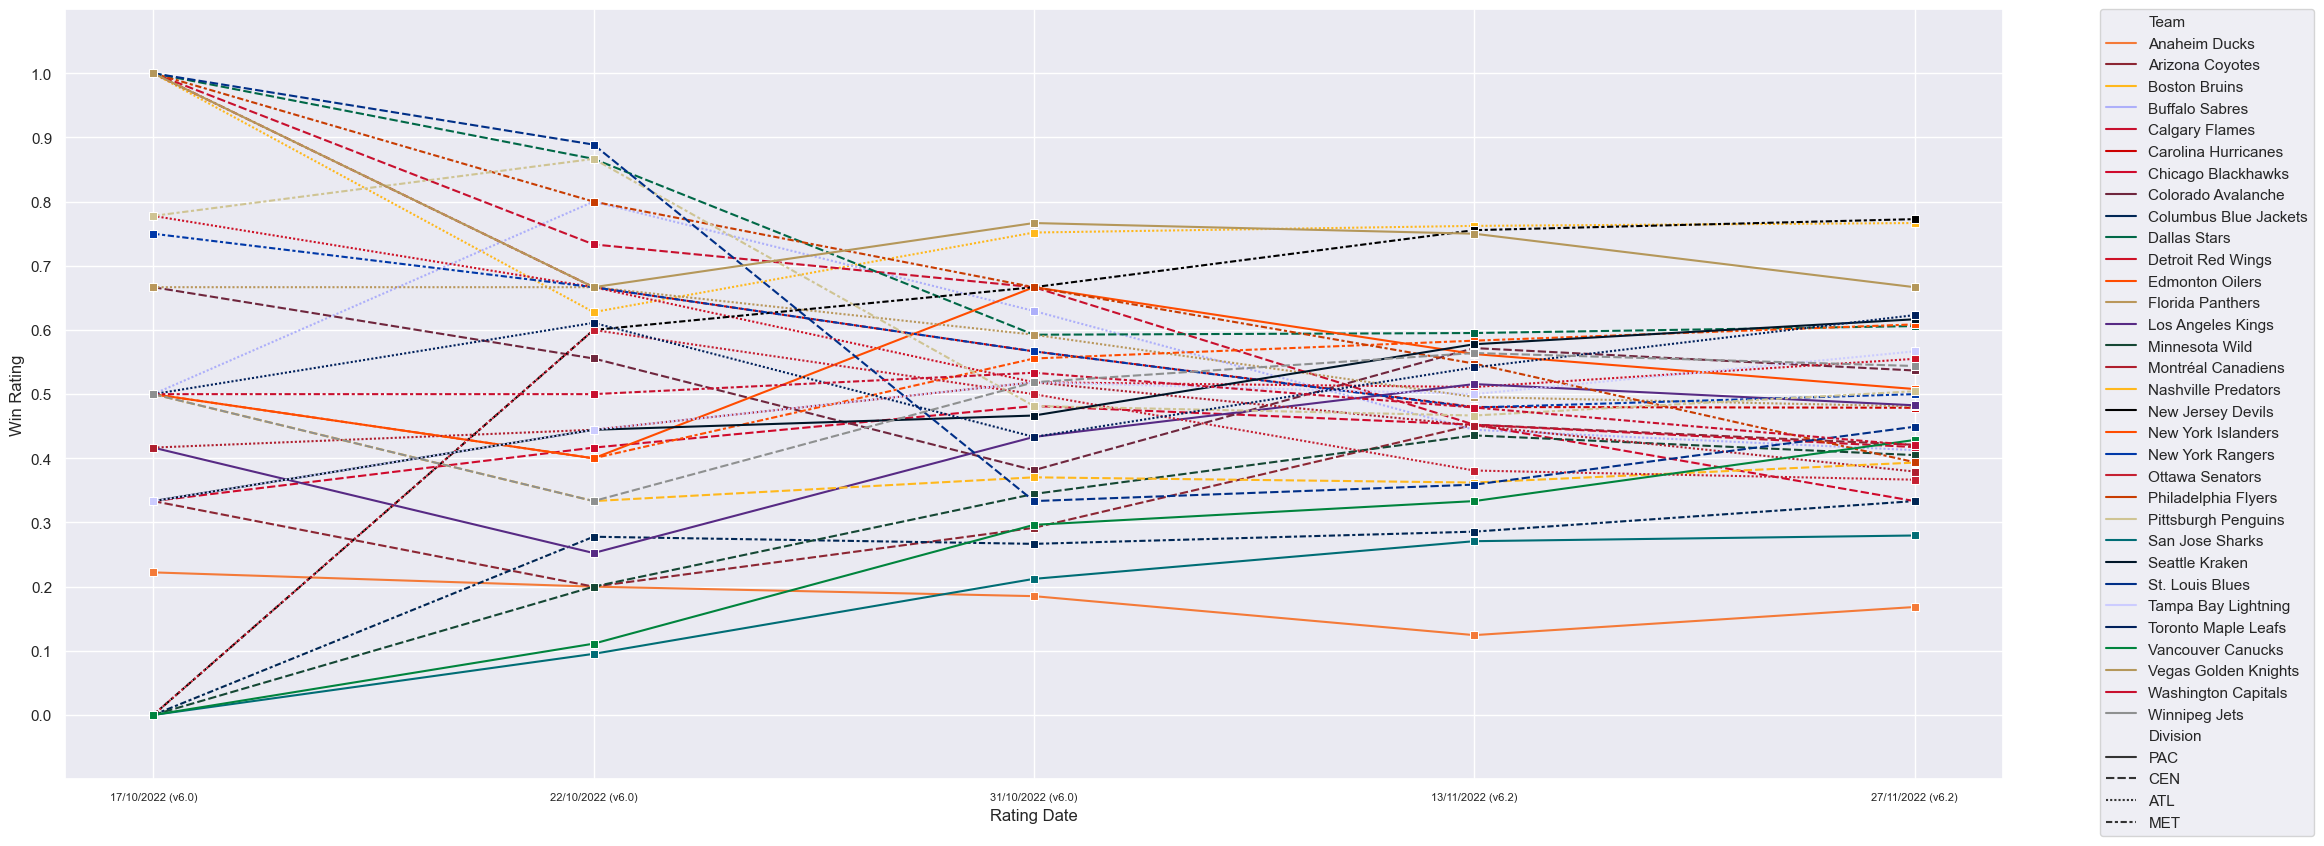 1.0
0.9
0.8
0.7
0.6
0.5
0.4
0.3
0.2
0.1
0.0
Win Rating
17/10/2022 (v6.0)
22/10/2022 (v6.0)
31/10/2022 (v6.0)
13/11/2022 (v6.2)
27/11/2022 (v6.2)
Rating Date
Team
Anaheim Ducks
Arizona Coyotes
Boston Bruins
Buffalo Sabres
Calgary Flames
Carolina Hurricanes
Chicago Blackhawks
Colorado Avalanche
Columbus Blue Jackets
Dallas Stars
Detroit Red Wings
Edmonton Oilers
Florida Panthers
Los Angeles Kings
Minnesota Wild
Montréal Canadiens
Nashville Predators
New Jersey Devils
New York Islanders
New York Rangers
Ottawa Senators
Philadelphia Flyers
Pittsburgh Penguins
San Jose Sharks
Seattle Kraken
St. Louis Blues
Tampa Bay Lightning
Toronto Maple Leafs
Vancouver Canucks
Vegas Golden Knights
Washington Capitals
Winnipeg Jets
Division
PAC
CEN
ATL
MET